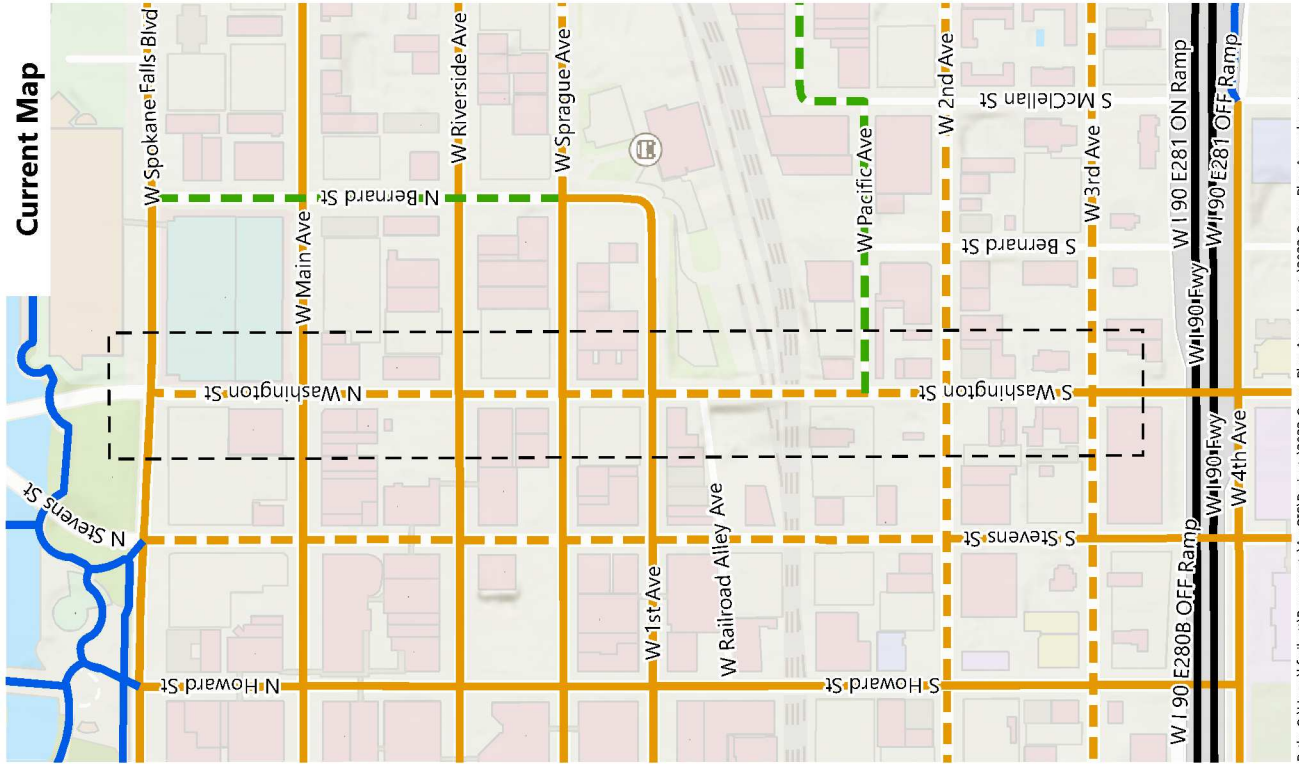 Current Map
W Spokane Falls Blvd
W Main Ave
W Riverside Ave
W Sprague Ave
W 1st Ave
W Railroad Alley Ave
W Pacific Ave
W 2nd Ave
W 3rd Ave
W 4th Ave
S McClellan St
N Bernard St
S Bernard St
N Washington St
S Washington St
N Stevens St
S Stevens St
N Howard St
S Howard St
W I 90 E281 ON Ramp
W I 90 E281 OFF Ramp
W I 90 Fwy
W I 90 Fwy
W I 90 E280B OFF Ramp